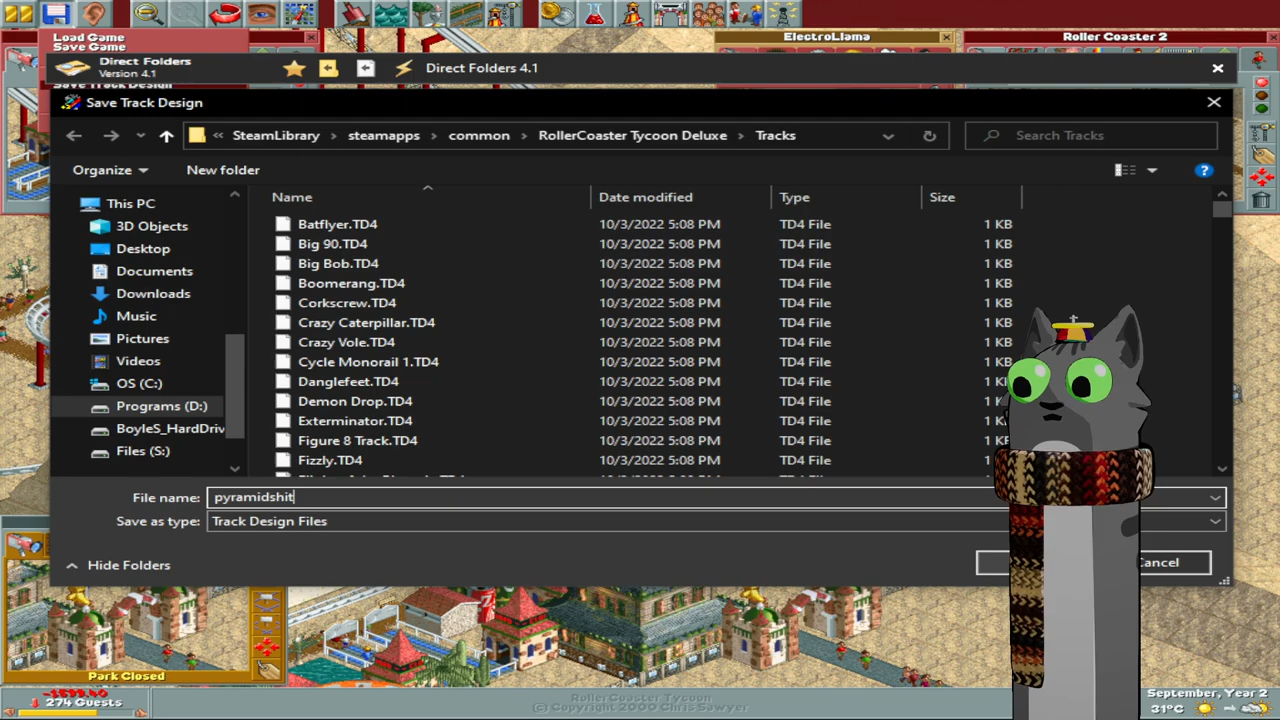 Load Game
Save Game
ElectroLlama
Roller Coaster 2
Direct Folders
Version 4.1
Direct Folders 4.1
Save Track Design
Save Track Design
SteamLibrary
steamapps
common
RollerCoaster Tycoon Deluxe
Tracks
Search Tracks
Organize
New folder
This PC
3D Objects
Desktop
Documents
Downloads
Music
Pictures
Videos
OS (C:)
Programs (D:)
BoyleS_HardDriv
Files (S:)
Name Date modified Type Size
Batflyer.TD4 10/3/2022 5:08 PM TD4 File 1 KB
Big 90.TD4 10/3/2022 5:08 PM TD4 File 1 KB
Big Bob.TD4 10/3/2022 5:08 PM TD4 File 1 KB
Boomerang.TD4 10/3/2022 5:08 PM TD4 File 1 KB
Corkscrew.TD4 10/3/2022 5:08 PM TD4 File 1 KB
Crazy Caterpillar.TD4 10/3/2022 5:08 PM TD4 File 1 KB
Crazy Vole.TD4 10/3/2022 5:08 PM TD4 File 1 KB
Cycle Monorail 1.TD4 10/3/2022 5:08 PM TD4 File 1 KB
Danglefeet.TD4 10/3/2022 5:08 PM TD4 File 1 K
Demon Drop.TD4 10/3/2022 5:08 PM TD4 File 1 K
Exterminator.TD4 10/3/2022 5:08 PM TD4 File 1
Figure 8 Track.TD4 10/3/2022 5:08 PM TD4 File 1
Fizzly.TD4 10/3/2022 5:08 PM TD4 File 1
File name: pyramidshit
Save as type: Track Design Files
Hide Folders
Cancel
Park Closed
274 Guests
RollerCoaster Tycoon
(c) Copyright 2000 Chris Sawyer
September, Year 2
31°C